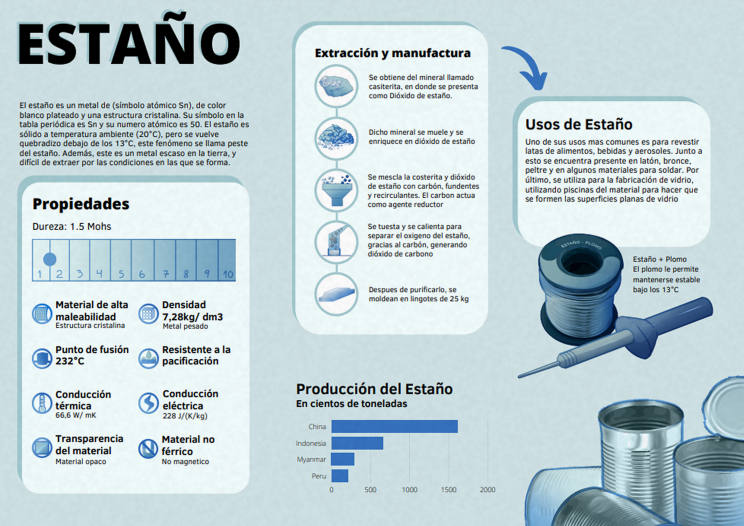 ESTAÑO
El estaño es un metal de (símbolo atómico Sn), de color
blanco plateado y una estructura cristalina. Su símbolo en la
tabla periódica es Sn y su numero atómico es 50. El estaño es
sólido a temperatura ambiente (20°C), pero se vuelve
quebradizo debajo de los 13°C, este fenómeno se llama peste
del estaño. Además, este es un metal escaso en la tierra, y
difícil de extraer por las condiciones en las que se forma.
Propiedades
Dureza: 1.5 Mohs
1 2 3 4 5 6 7 8 9 10
Material de alta
maleabilidad
Estructura cristalina
Densidad
7,28kg/ dm3
Metal pesado
Punto de fusión
232°C
Resistente a la
pacificación
Conducción
térmica
66,6 W/ mK
Conducción
eléctrica
228 J/(K/kg)
Transparencia
del material
Material opaco
Material no
férrico
No magnetico
Extracción y manufactura
Se obtiene del mineral llamado
casiterita, en donde se presenta
como Dióxido de estaño.
Dicho mineral se muele y se
enriquece en dióxido de estaño
Se mezcla la costerita y dióxido
de estaño con carbón, fundentes
y recirculantes. El carbon actua
como agente reductor
Se tuesta y se calienta para
separar el oxigeno del estaño,
gracias al carbón, generando
dióxido de carbono
Despues de purificarlo, se
moldean en lingotes de 25 kg
Usos de Estaño
Uno de sus usos mas comunes es para revestir
latas de alimentos, bebidas y aerosoles. Junto a
esto se encuentra presente en latón, bronce,
peltre y en algunos materiales para soldar. Por
último, se utiliza para la fabricación de vidrio,
utilizando piscinas del material para hacer que
se formen las superficies planas de vidrio
ESTAÑO - PLOMO
Estaño + Plomo
El plomo le permite
mantenerse estable
bajo los 13°C
Producción del Estaño
En cientos de toneladas
China
Indonesia
Myanmar
Peru
0 500 1000 1500 2000